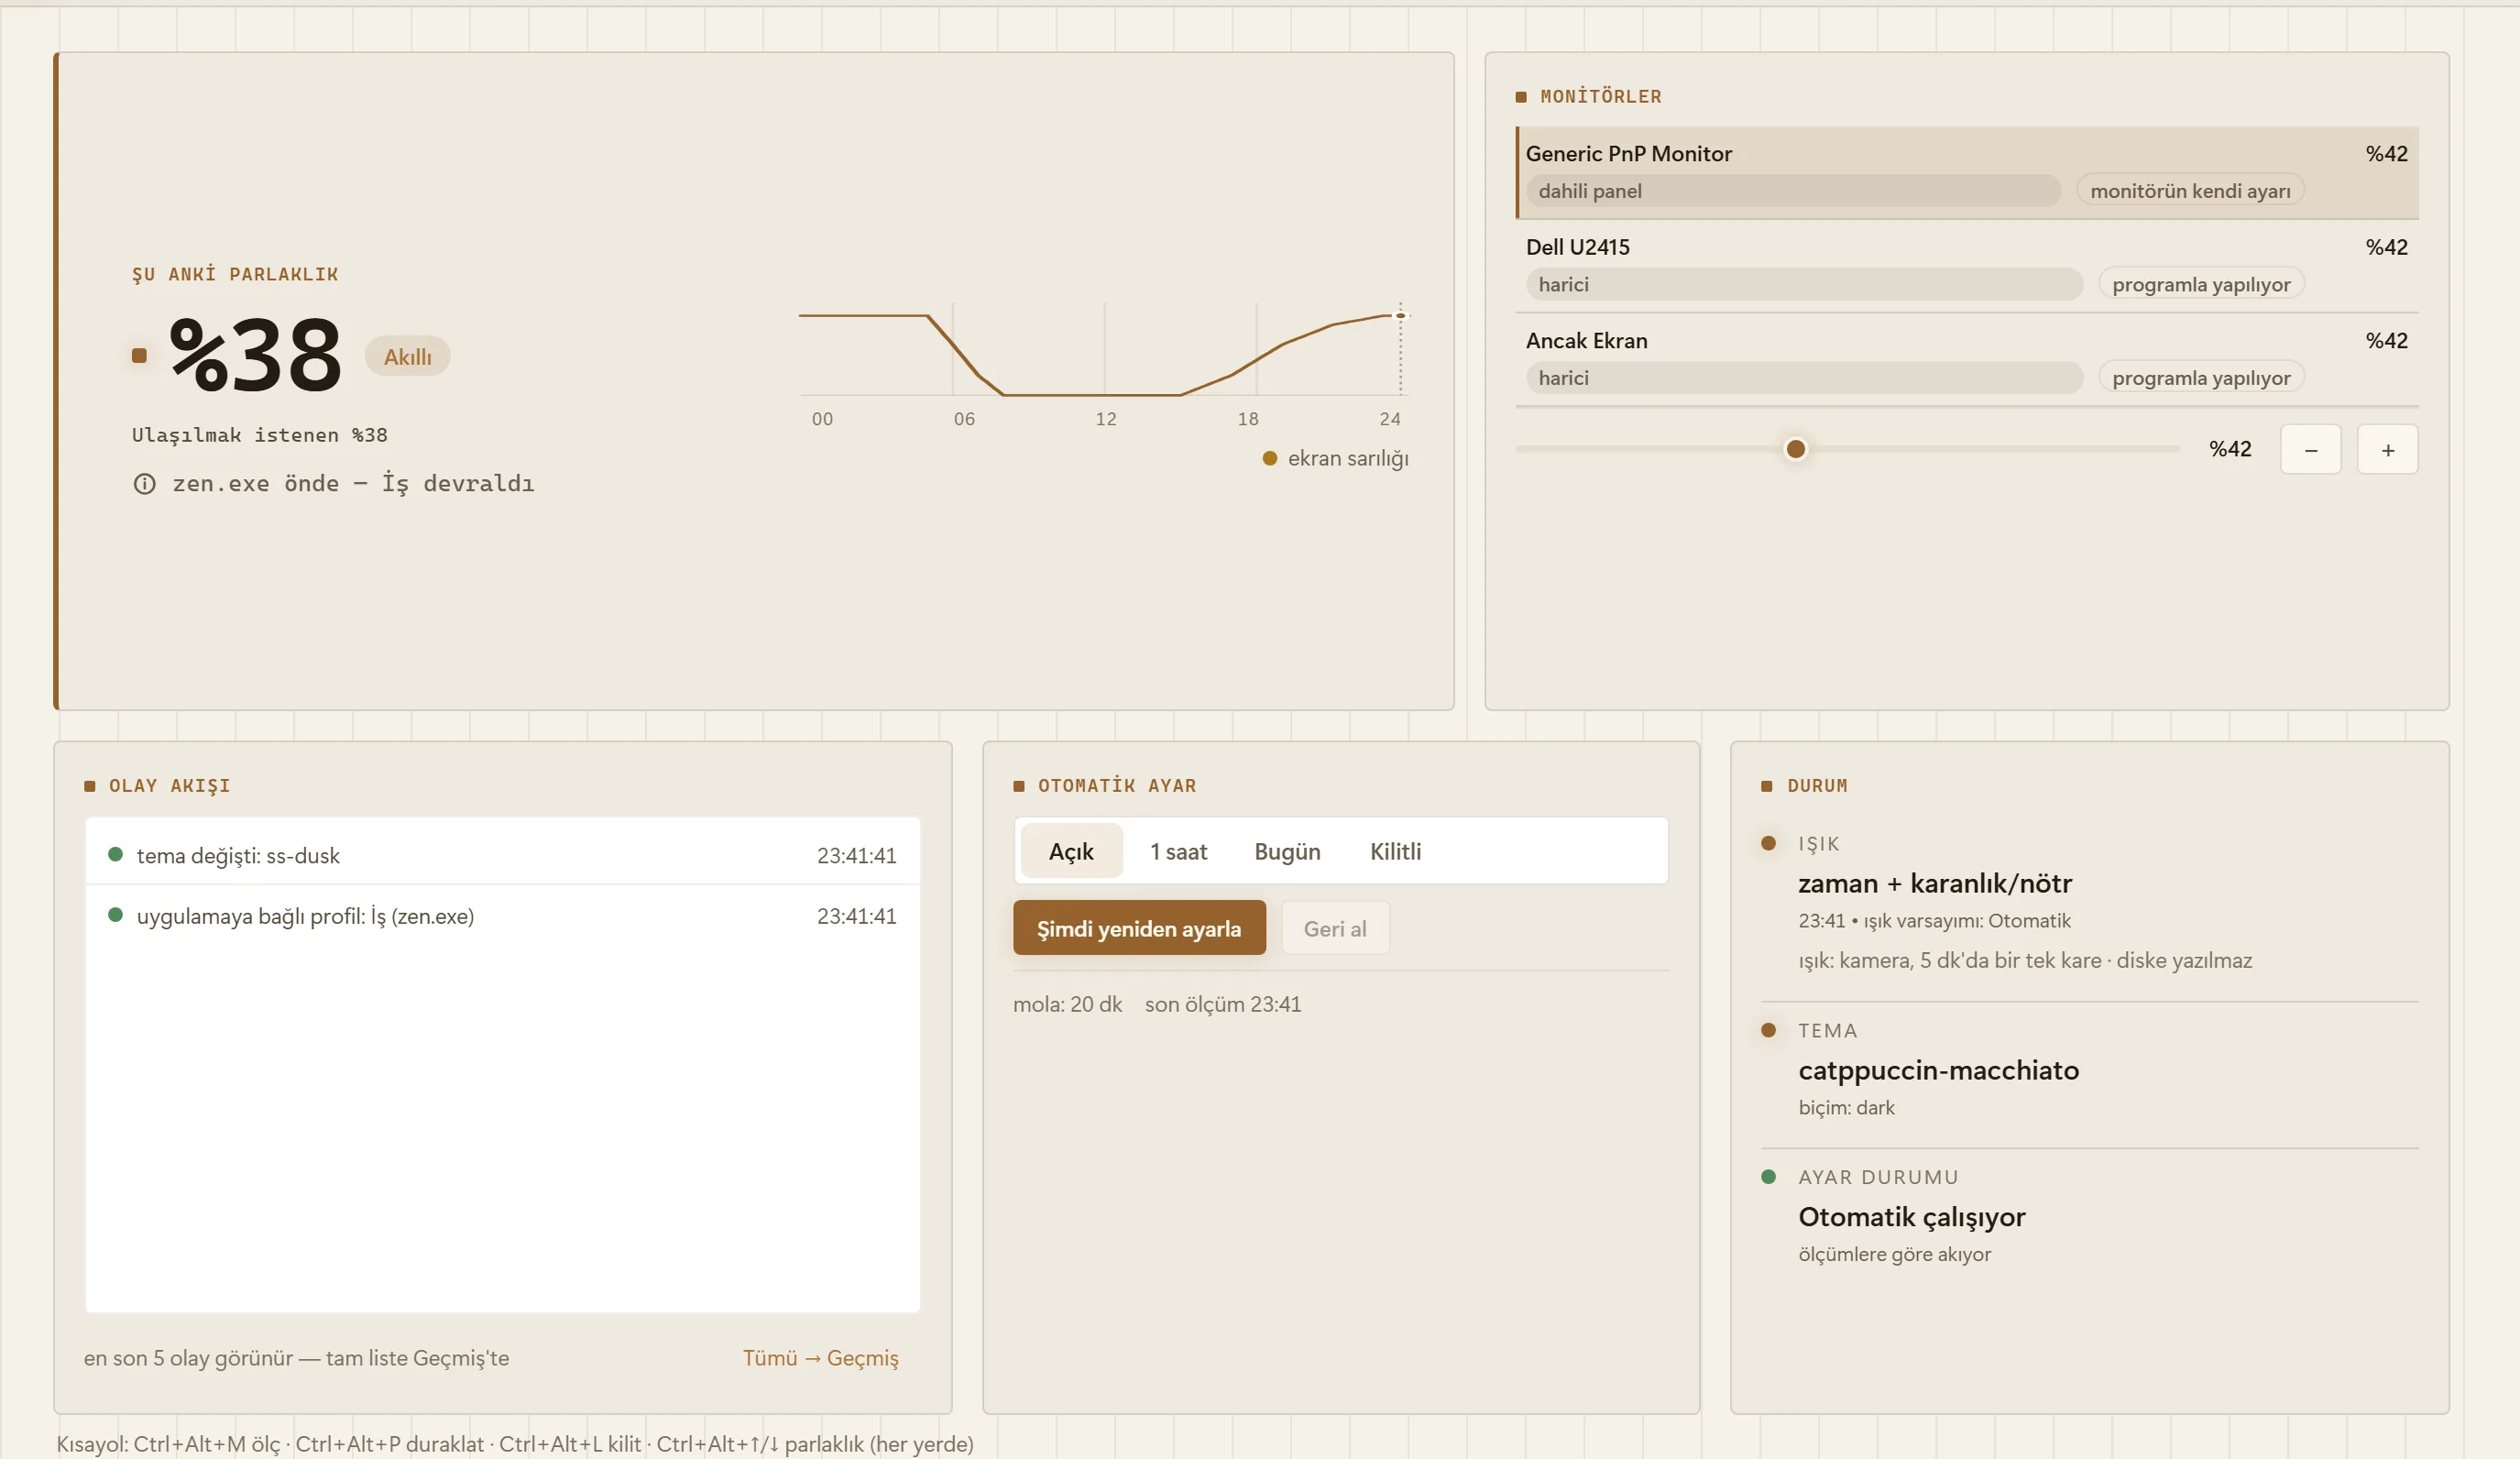 ŞU ANKİ PARLAKLIK
%38 Akıllı
Ulaşılmak istenen %38
zen.exe önde — İş devraldı
00 06 12 18 24
ekran sarılığı
MONİTÖRLER
Generic PnP Monitor %42
dahili panel monitörün kendi ayarı
Dell U2415 %42
harici programla yapılıyor
Ancak Ekran %42
harici programla yapılıyor
%42 − +
OLAY AKIŞI
tema değişti: ss-dusk 23:41:41
uygulamaya bağlı profil: İş (zen.exe) 23:41:41
en son 5 olay görünür — tam liste Geçmiş'te Tümü → Geçmiş
OTOMATİK AYAR
Açık 1 saat Bugün Kilitli
Şimdi yeniden ayarla Geri al
mola: 20 dk son ölçüm 23:41
DURUM
IŞIK
zaman + karanlık/nötr
23:41 • ışık varsayımı: Otomatik
ışık: kamera, 5 dk'da bir tek kare · diske yazılmaz
TEMA
catppuccin-macchiato
biçim: dark
AYAR DURUMU
Otomatik çalışıyor
ölçümlere göre akıyor
Kısayol: Ctrl+Alt+M ölç · Ctrl+Alt+P duraklat · Ctrl+Alt+L kilit · Ctrl+Alt+↑/↓ parlaklık (her yerde)